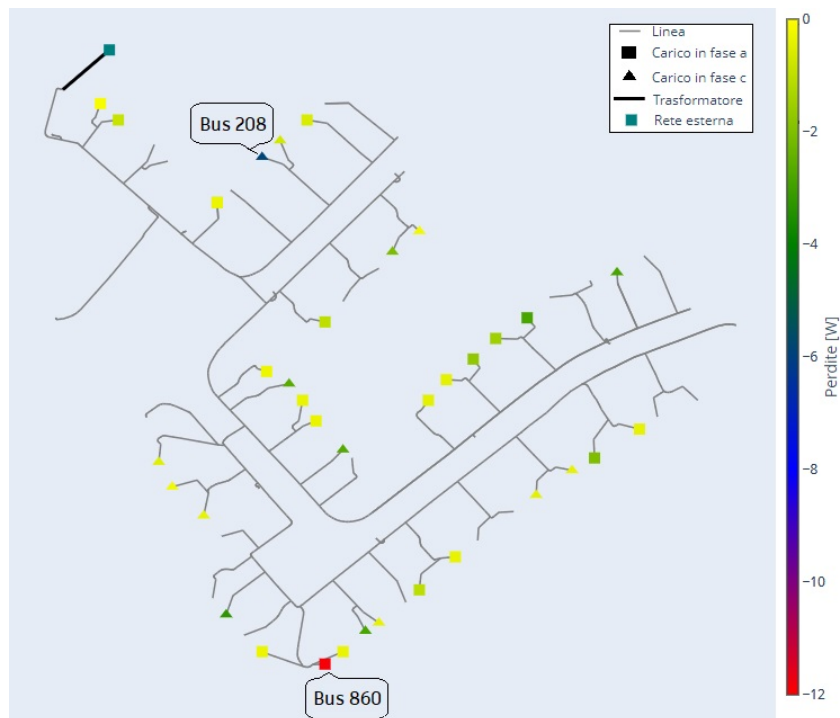 Linea
Carico in fase a
Carico in fase c
Trasformatore
Rete esterna
Bus 208
Bus 860
0
−2
−4
−6
−8
−10
−12
Perdite [W]